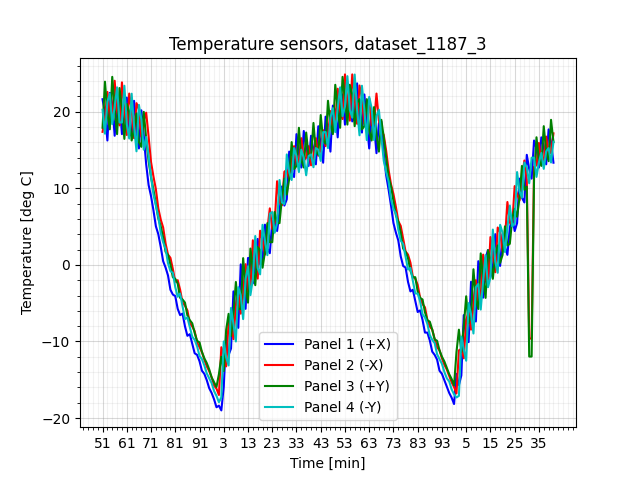 Temperature sensors, dataset_1187_3
Temperature [deg C]
20
10
0
−10
−20
Panel 1 (+X)
Panel 2 (-X)
Panel 3 (+Y)
Panel 4 (-Y)
51 61 71 81 91 3 13 23 33 43 53 63 73 83 93 5 15 25 35
Time [min]